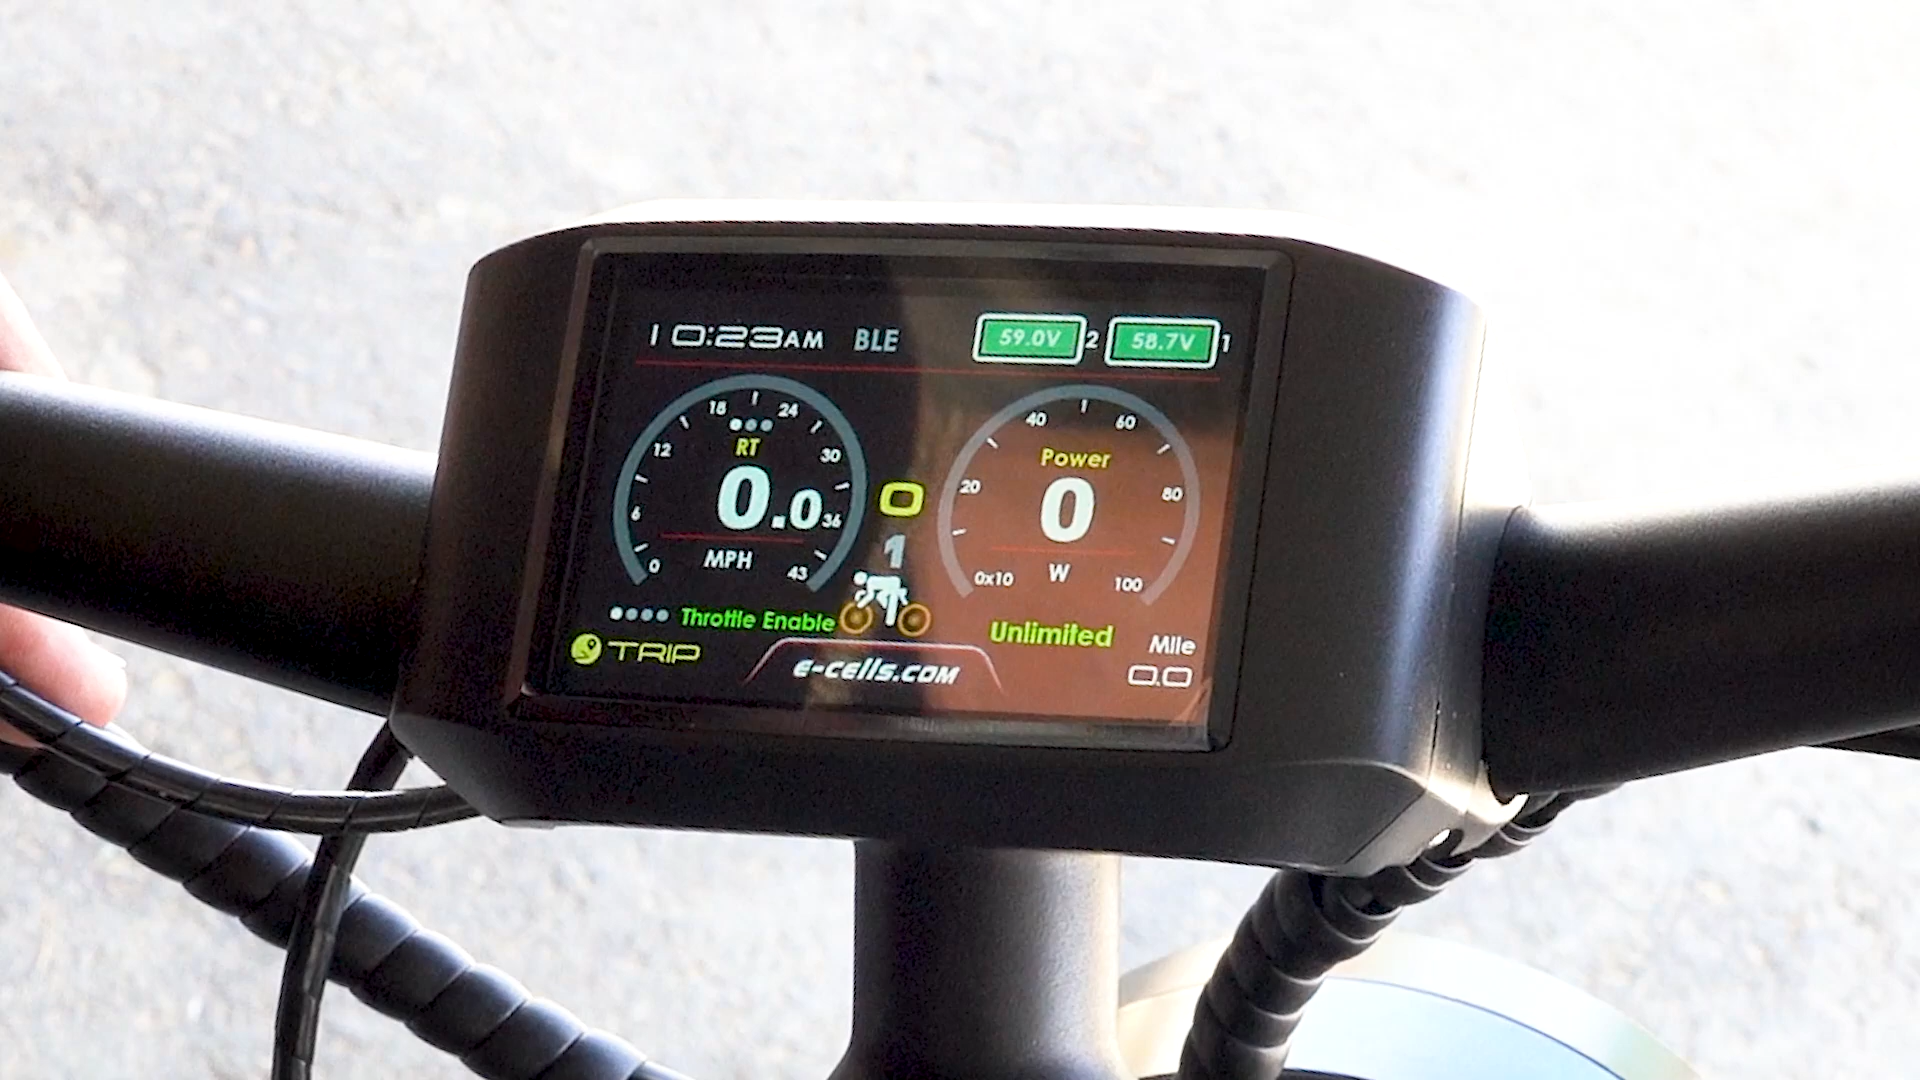 10:23AM BLE 59.0V 2 58.7V 1
18 24
12 RT 30
0.0
6 36
MPH
0 43
0
1
40 60
Power
20 0 80
W
0x10 100
Throttle Enable
Unlimited
Mile
TRIP
e-cells.com
0.0